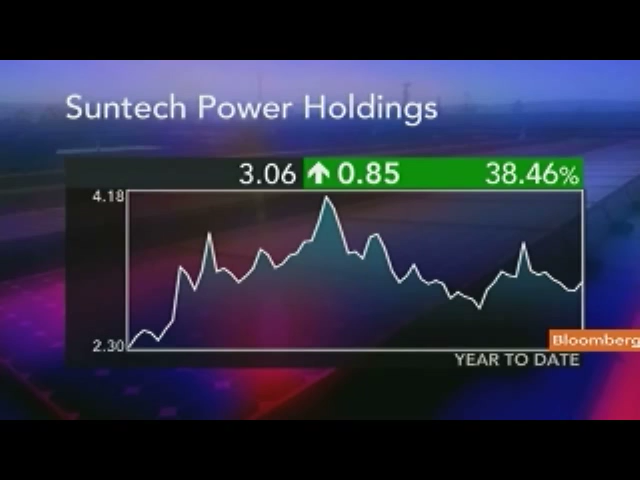 Suntech Power Holdings
3.06 ↑ 0.85 38.46%
4.18
2.30
Bloomberg
YEAR TO DATE